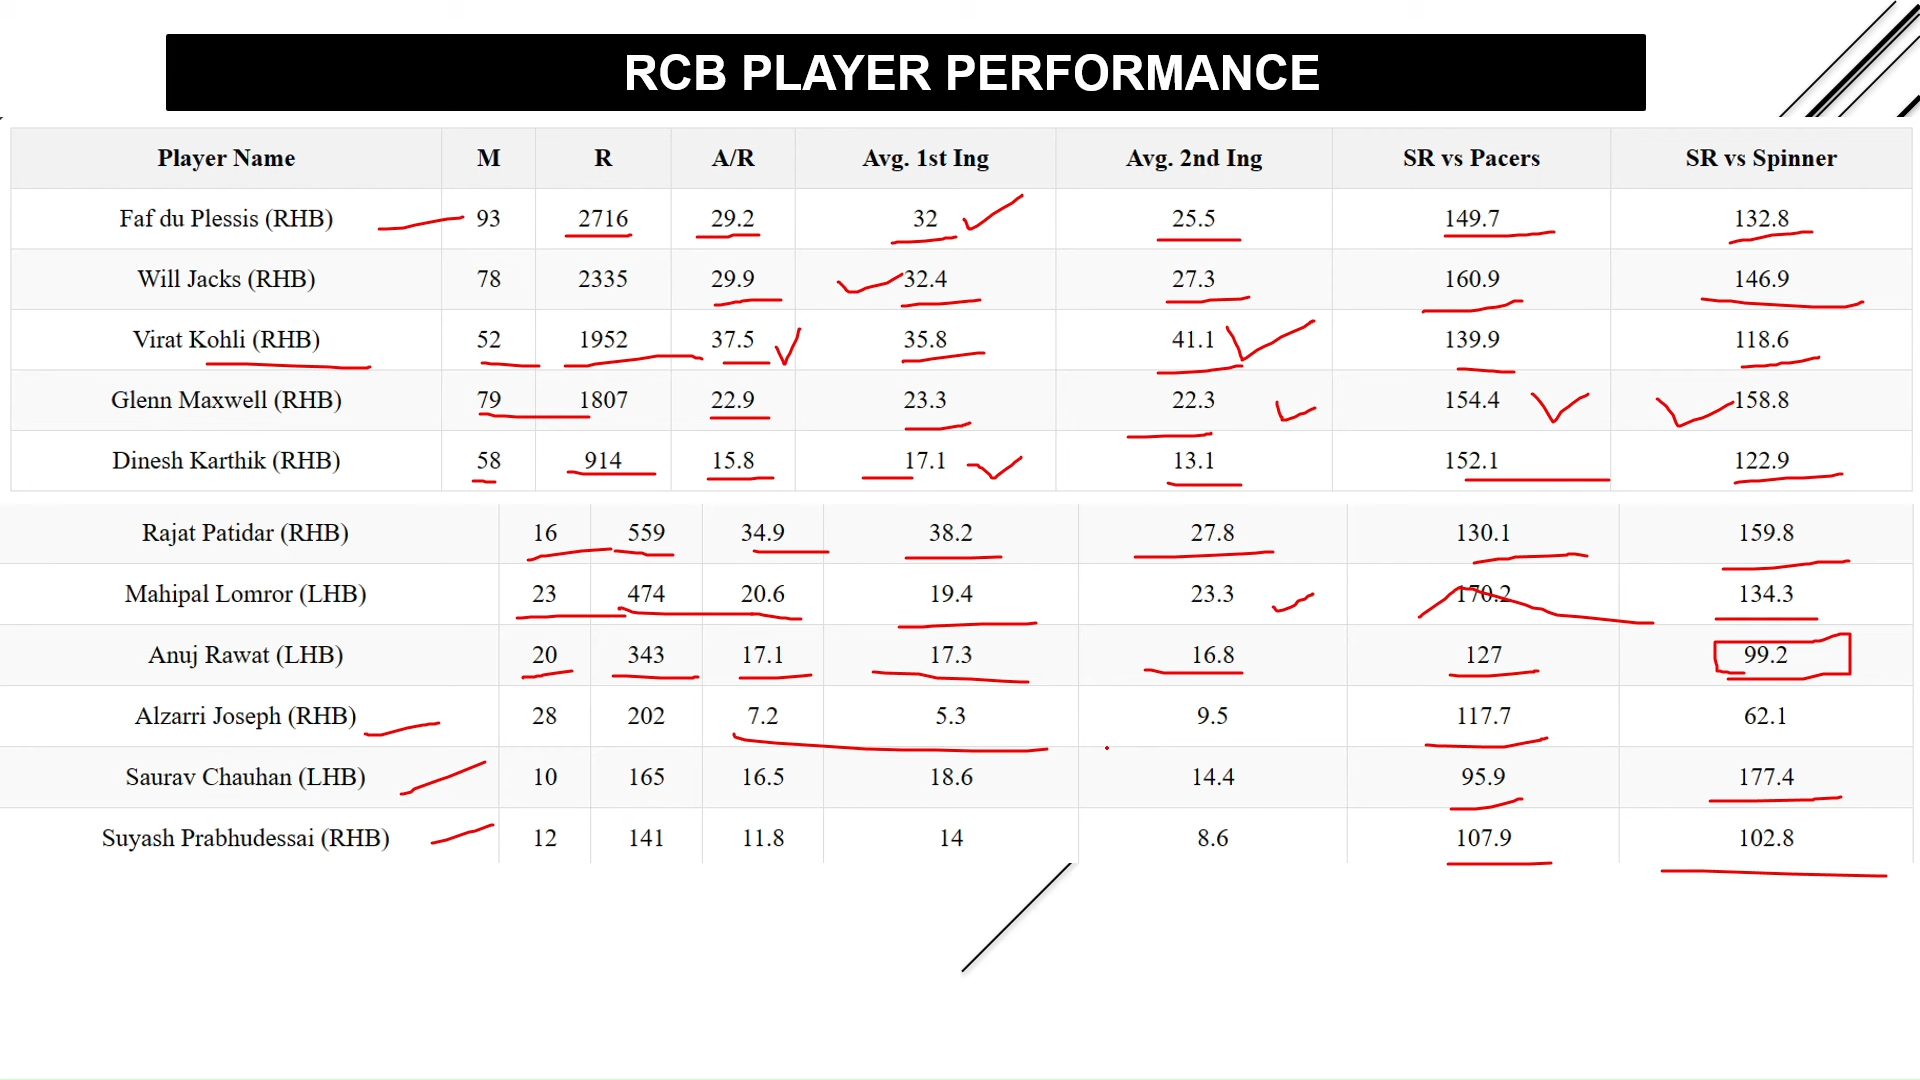 RCB PLAYER PERFORMANCE
Player Name M R A/R Avg. 1st Ing Avg. 2nd Ing SR vs Pacers SR vs Spinner
Faf du Plessis (RHB) 93 2716 29.2 32 25.5 149.7 132.8
Will Jacks (RHB) 78 2335 29.9 32.4 27.3 160.9 146.9
Virat Kohli (RHB) 52 1952 37.5 35.8 41.1 139.9 118.6
Glenn Maxwell (RHB) 79 1807 22.9 23.3 22.3 154.4 158.8
Dinesh Karthik (RHB) 58 914 15.8 17.1 13.1 152.1 122.9
Rajat Patidar (RHB) 16 559 34.9 38.2 27.8 130.1 159.8
Mahipal Lomror (LHB) 23 474 20.6 19.4 23.3 170.2 134.3
Anuj Rawat (LHB) 20 343 17.1 17.3 16.8 127 99.2
Alzarri Joseph (RHB) 28 202 7.2 5.3 9.5 117.7 62.1
Saurav Chauhan (LHB) 10 165 16.5 18.6 14.4 95.9 177.4
Suyash Prabhudessai (RHB) 12 141 11.8 14 8.6 107.9 102.8